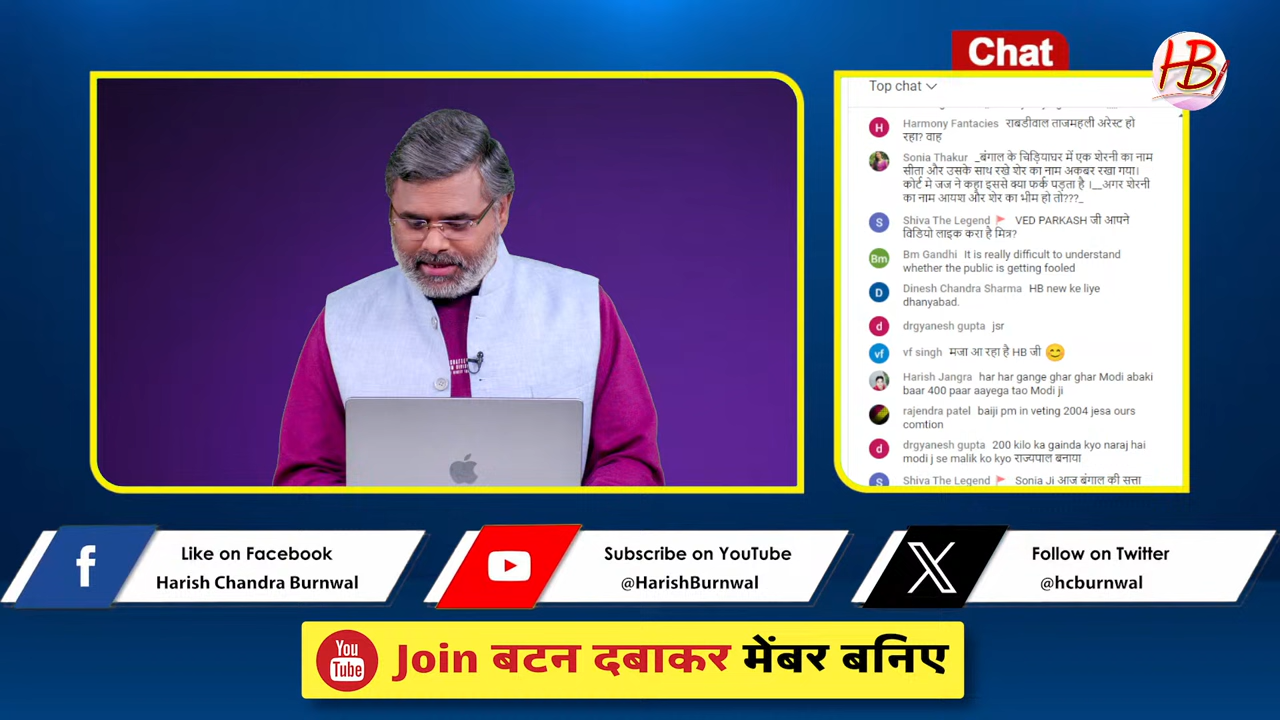 Chat
HB
Top chat
H
Harmony Fantacies राबडीवाल ताजमहली अरेस्ट हो
रहा? वाह
Sonia Thakur _बंगाल के चिड़ियाघर में एक शेरनी का नाम
सीता और उसके साथ रखे शेर का नाम अकबर रखा गया।
कोर्ट मे जज ने कहा इससे क्या फर्क पड़ता है ।__अगर शेरनी
का नाम आयश और शेर का भीम हो तो???_
S
Shiva The Legend 🚩 VED PARKASH जी आपने
विडियो लाइक करा है मित्र?
Bm
Bm Gandhi It is really difficult to understand
whether the public is getting fooled
D
Dinesh Chandra Sharma HB new ke liye
dhanyabad.
d
drgyanesh gupta jsr
vf
vf singh मजा आ रहा है HB जी 😊
Harish Jangra har har gange ghar ghar Modi abaki
baar 400 paar aayega tao Modi ji
rajendra patel baiji pm in veting 2004 jesa ours
comtion
d
drgyanesh gupta 200 kilo ka gainda kyo naraj hai
modi j se malik ko kyo राज्यपाल बनाया
S
Shiva The Legend 🚩 Sonia Ji आज बंगाल की सत्ता
f
Like on Facebook
Harish Chandra Burnwal
Subscribe on YouTube
@HarishBurnwal
X
Follow on Twitter
@hcburnwal
You
Tube
Join बटन दबाकर मेंबर बनिए